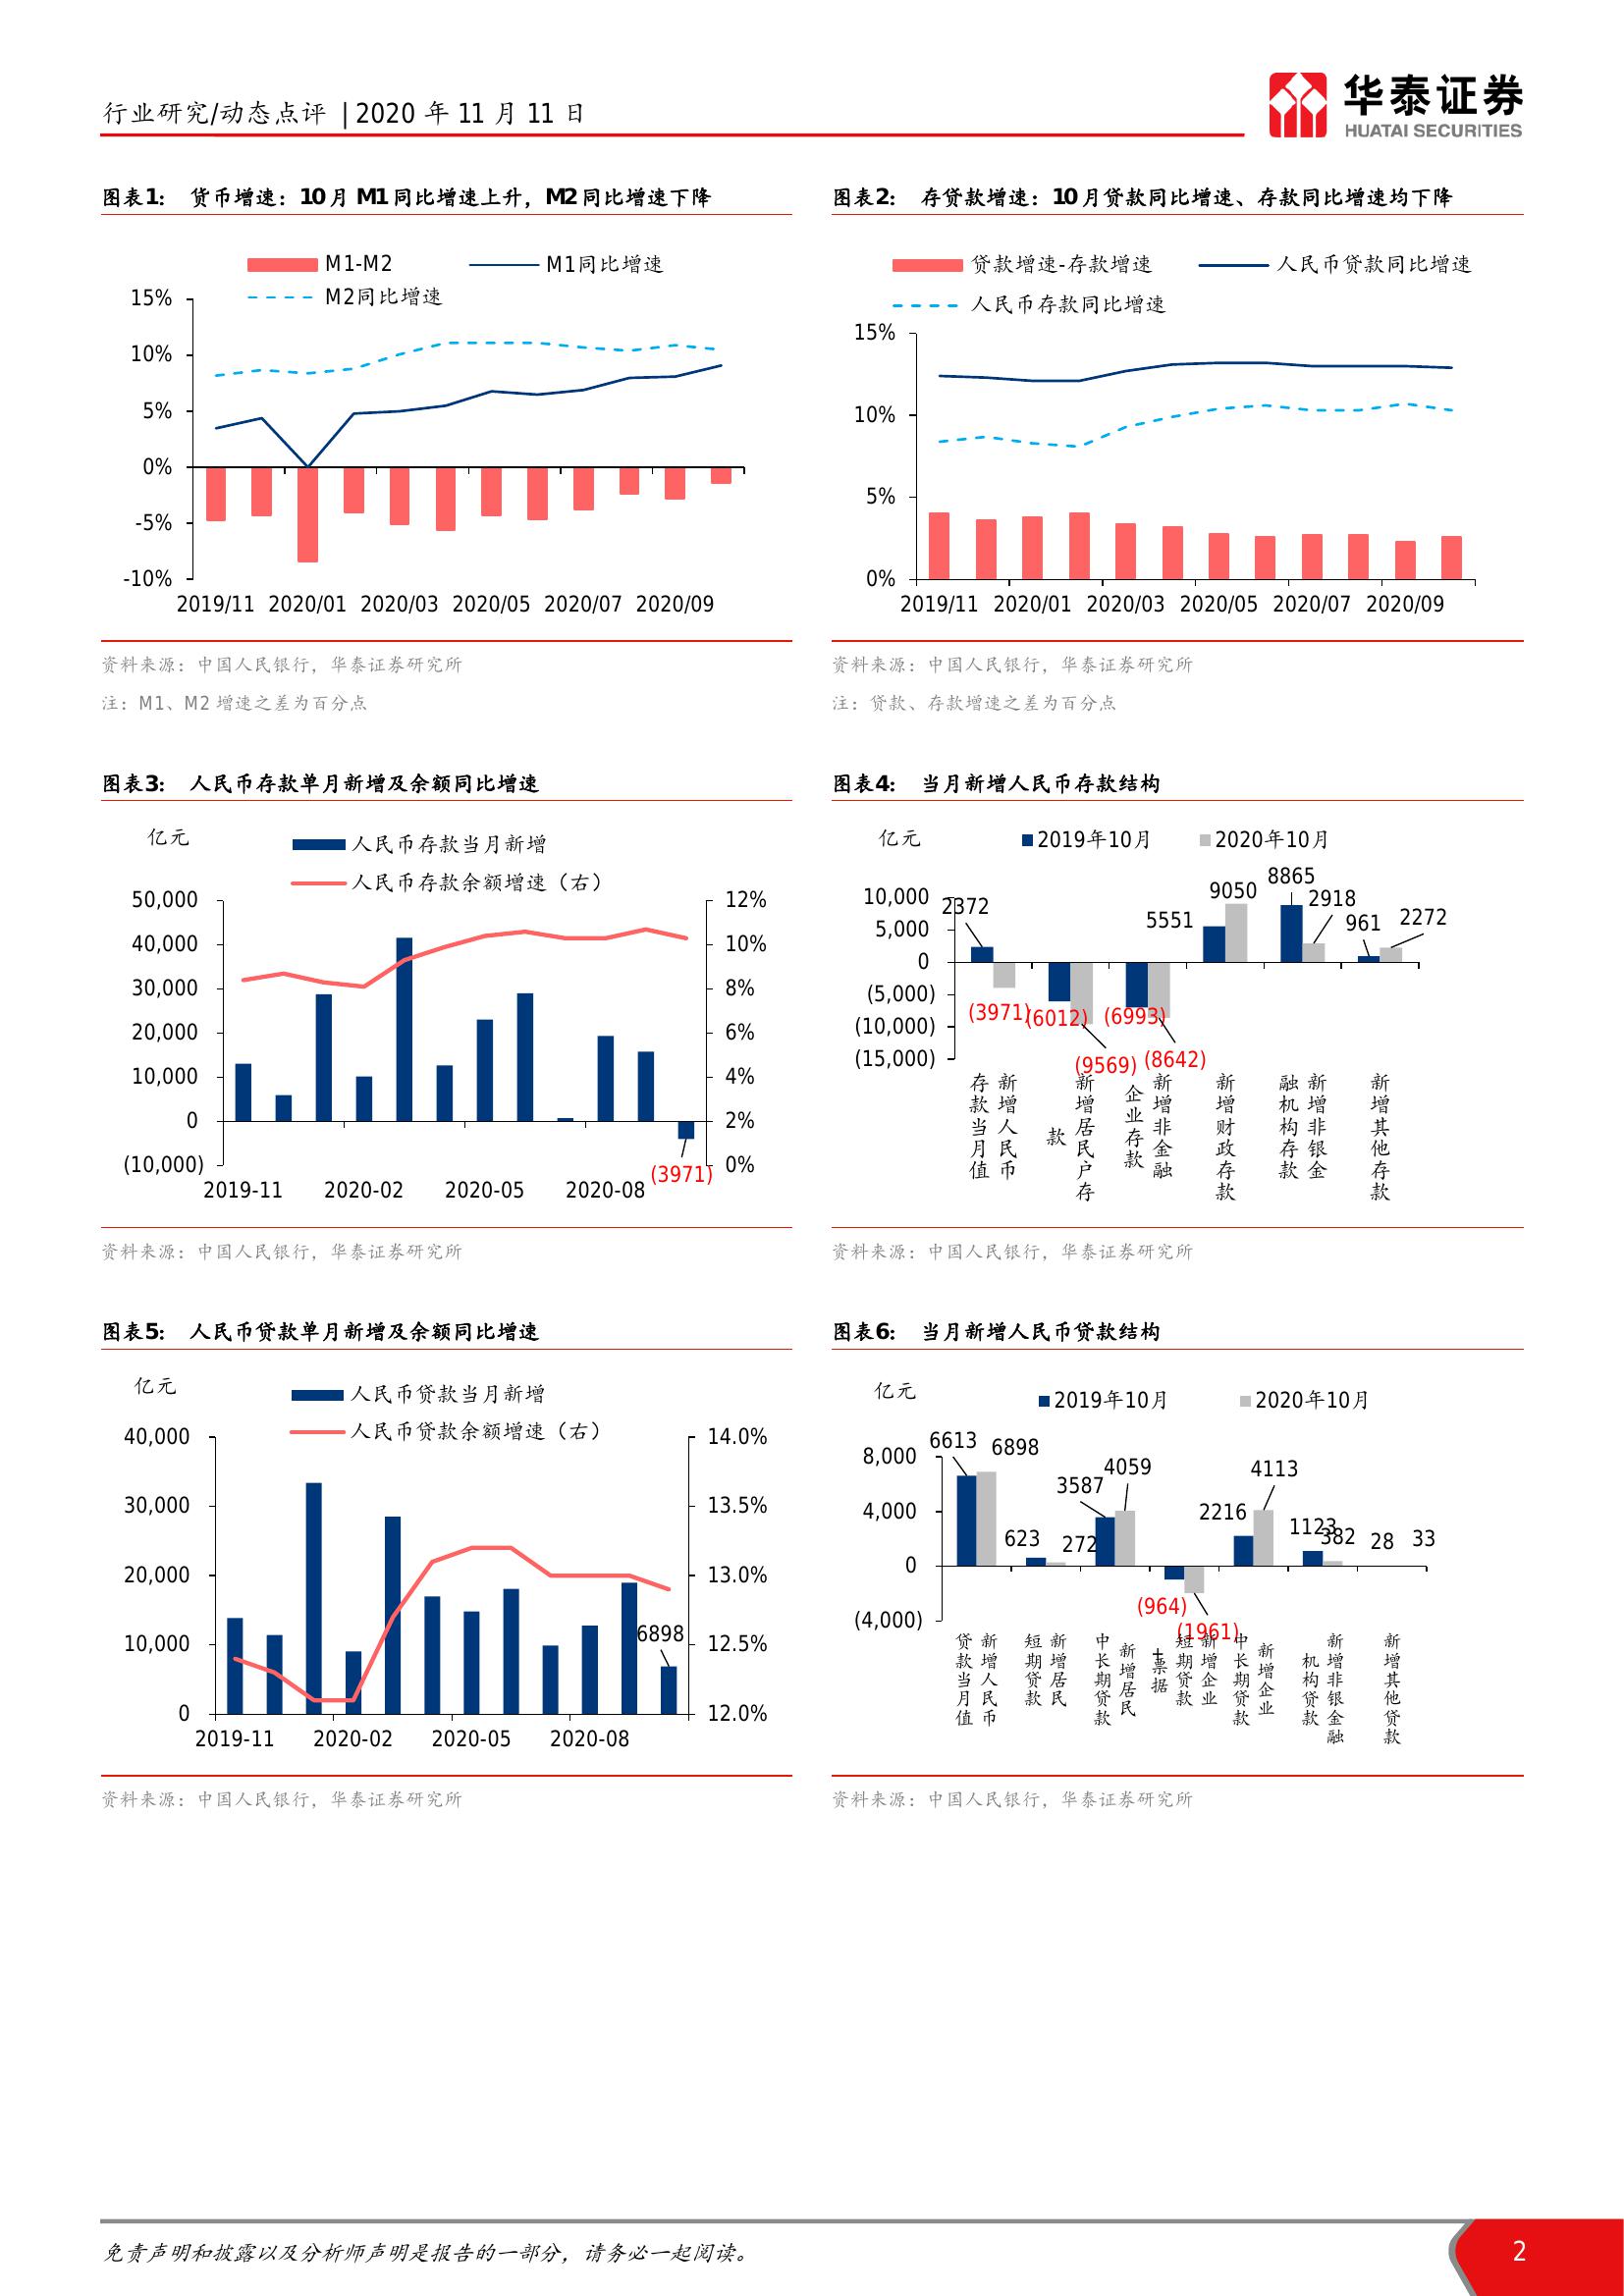 行业研究/动态点评 | 2020 年 11 月 11 日
华泰证券
HUATAI SECURITIES
图表1： 货币增速：10 月 M1 同比增速上升，M2 同比增速下降
M1-M2
M1同比增速
M2同比增速
15%
10%
5%
0%
-5%
-10%
2019/11 2020/01 2020/03 2020/05 2020/07 2020/09
资料来源：中国人民银行，华泰证券研究所
注：M1、M2 增速之差为百分点
图表2： 存贷款增速：10 月贷款同比增速、存款同比增速均下降
贷款增速-存款增速
人民币贷款同比增速
人民币存款同比增速
15%
10%
5%
0%
2019/11 2020/01 2020/03 2020/05 2020/07 2020/09
资料来源：中国人民银行，华泰证券研究所
注：贷款、存款增速之差为百分点
图表3： 人民币存款单月新增及余额同比增速
亿元
人民币存款当月新增
人民币存款余额增速（右）
50,000
40,000
30,000
20,000
10,000
0
(10,000)
12%
10%
8%
6%
4%
2%
0%
(3971)
2019-11 2020-02 2020-05 2020-08
资料来源：中国人民银行，华泰证券研究所
图表4： 当月新增人民币存款结构
亿元
2019年10月
2020年10月
10,000
5,000
0
(5,000)
(10,000)
(15,000)
2372
(3971)
(6012)
(9569)
(6993)
(8642)
5551
9050
8865
2918
961
2272
新增人民币
存款当月值
新增居民户存
款
新增非金融
企业存款
新增财政存款
新增非银金
融机构存款
新增其他存款
资料来源：中国人民银行，华泰证券研究所
图表5： 人民币贷款单月新增及余额同比增速
亿元
人民币贷款当月新增
人民币贷款余额增速（右）
40,000
30,000
20,000
10,000
0
14.0%
13.5%
13.0%
12.5%
12.0%
6898
2019-11 2020-02 2020-05 2020-08
资料来源：中国人民银行，华泰证券研究所
图表6： 当月新增人民币贷款结构
亿元
2019年10月
2020年10月
8,000
4,000
0
(4,000)
6613
6898
623
272
3587
4059
(964)
(1961)
2216
4113
1123
382
28
33
新增人民币
贷款当月值
新增居民
短期贷款
新增居民
中长期贷款
新增企业
短期贷款
+票据
新增企业
中长期贷款
新增非银金融
机构贷款
新增其他贷款
资料来源：中国人民银行，华泰证券研究所
免责声明和披露以及分析师声明是报告的一部分，请务必一起阅读。
2